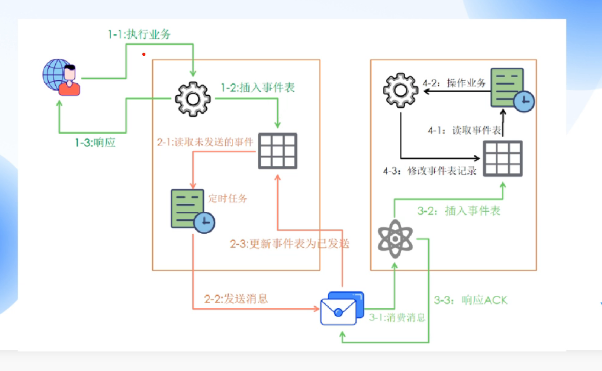 1-1:执行业务
1-2:插入事件表
1-3:响应
2-1:读取未发送的事件
定时任务
2-3:更新事件表为已发送
2-2:发送消息
4-2：操作业务
4-1：读取事件表
4-3：修改事件表记录
3-2：插入事件表
3-1:消费消息
3-3：响应ACK